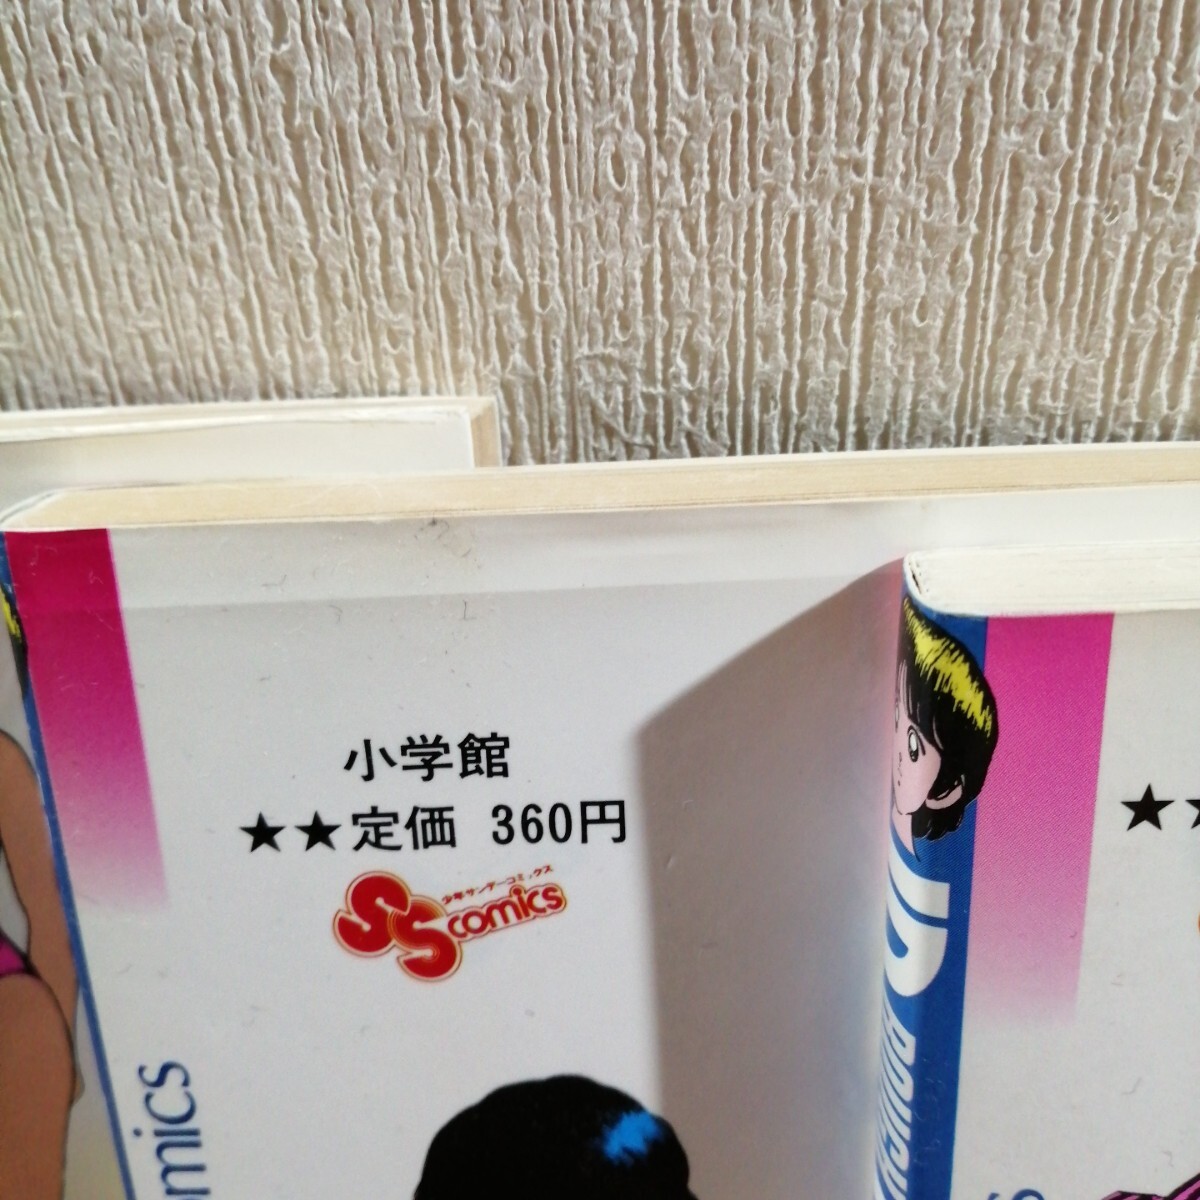 小学館
★★定価 360円
少年サンデーコミックス
SScomics
omics
★★